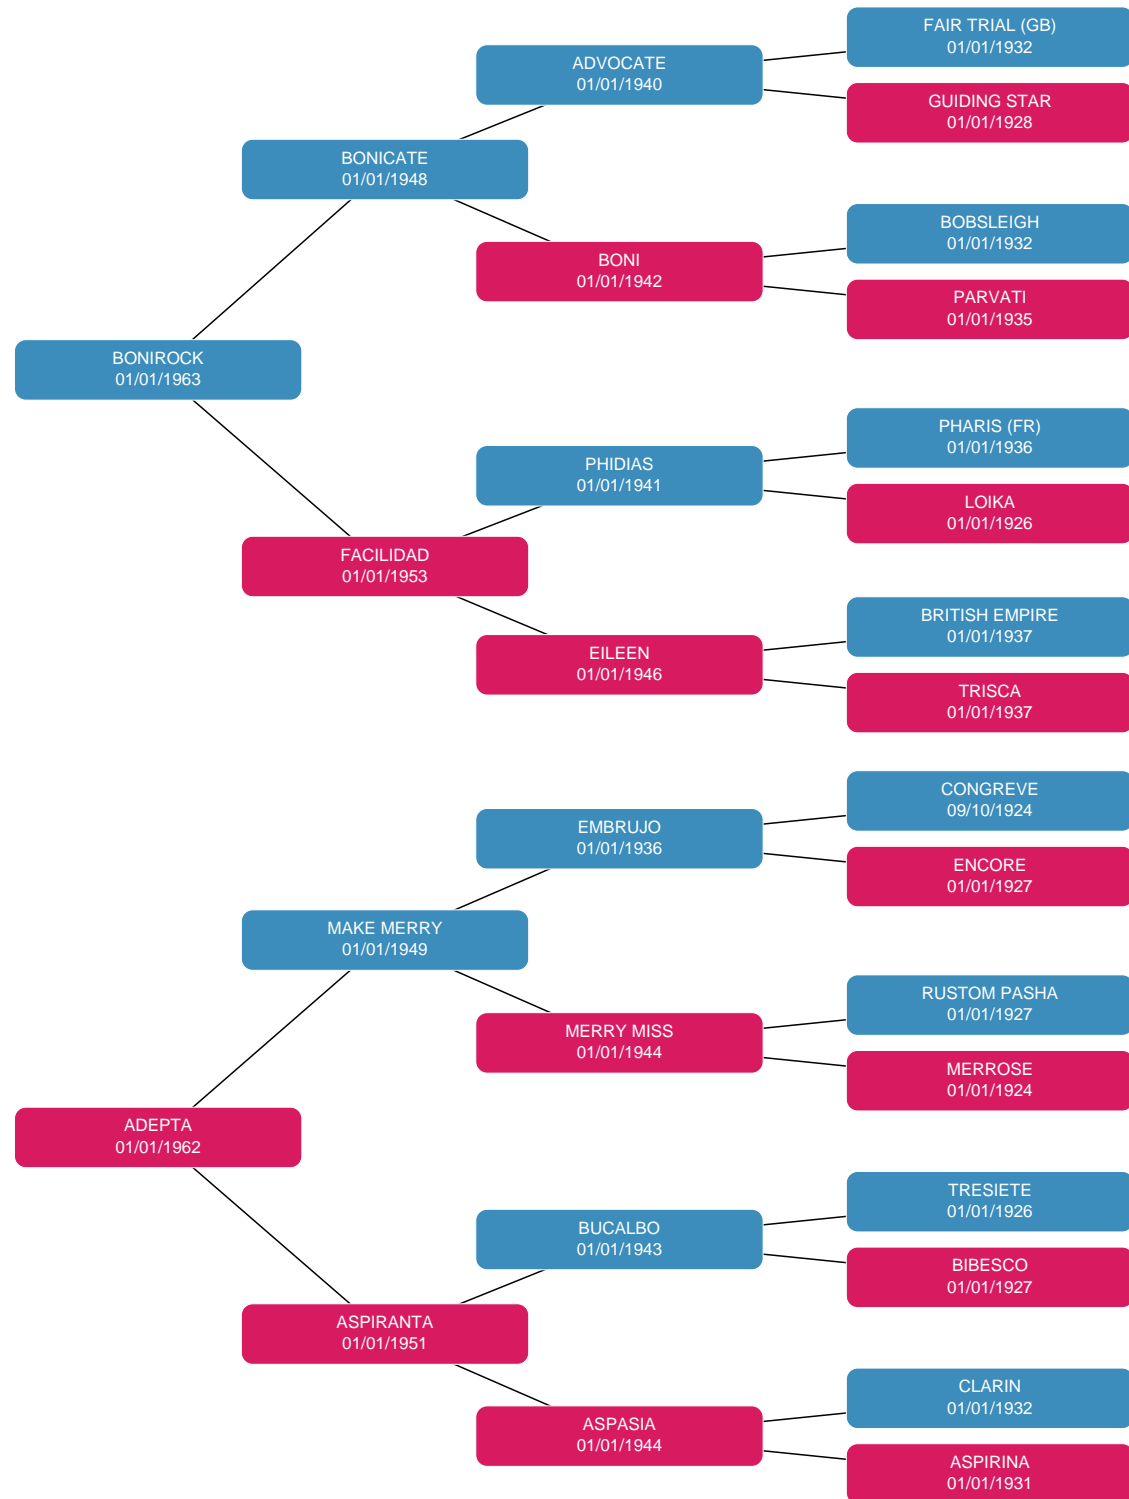 FAIR TRIAL (GB)
01/01/1932
ADVOCATE
01/01/1940
GUIDING STAR
01/01/1928
BONICATE
01/01/1948
BOBSLEIGH
01/01/1932
BONI
01/01/1942
PARVATI
01/01/1935
BONIROCK
01/01/1963
PHARIS (FR)
01/01/1936
PHIDIAS
01/01/1941
LOIKA
01/01/1926
FACILIDAD
01/01/1953
BRITISH EMPIRE
01/01/1937
EILEEN
01/01/1946
TRISCA
01/01/1937
CONGREVE
09/10/1924
EMBRUJO
01/01/1936
ENCORE
01/01/1927
MAKE MERRY
01/01/1949
RUSTOM PASHA
01/01/1927
MERRY MISS
01/01/1944
MERROSE
01/01/1924
ADEPTA
01/01/1962
TRESIETE
01/01/1926
BUCALBO
01/01/1943
BIBESCO
01/01/1927
ASPIRANTA
01/01/1951
CLARIN
01/01/1932
ASPASIA
01/01/1944
ASPIRINA
01/01/1931